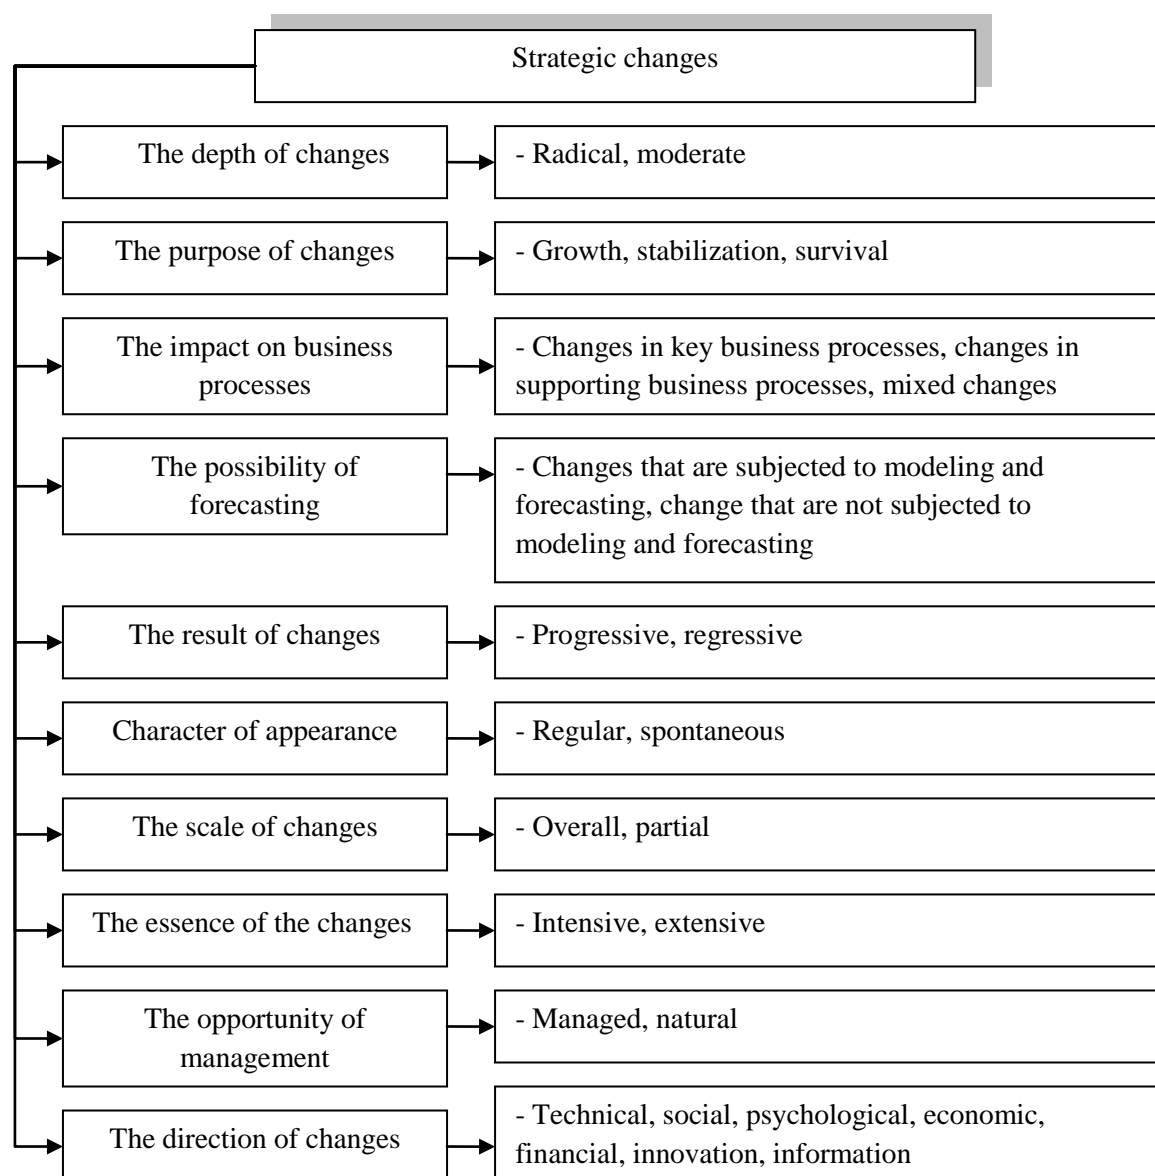 Strategic changes
The depth of changes
- Radical, moderate
The purpose of changes
- Growth, stabilization, survival
The impact on business
processes
- Changes in key business processes, changes in
supporting business processes, mixed changes
The possibility of
forecasting
- Changes that are subjected to modeling and
forecasting, change that are not subjected to
modeling and forecasting
The result of changes
- Progressive, regressive
Character of appearance
- Regular, spontaneous
The scale of changes
- Overall, partial
The essence of the changes
- Intensive, extensive
The opportunity of
management
- Managed, natural
The direction of changes
- Technical, social, psychological, economic,
financial, innovation, information